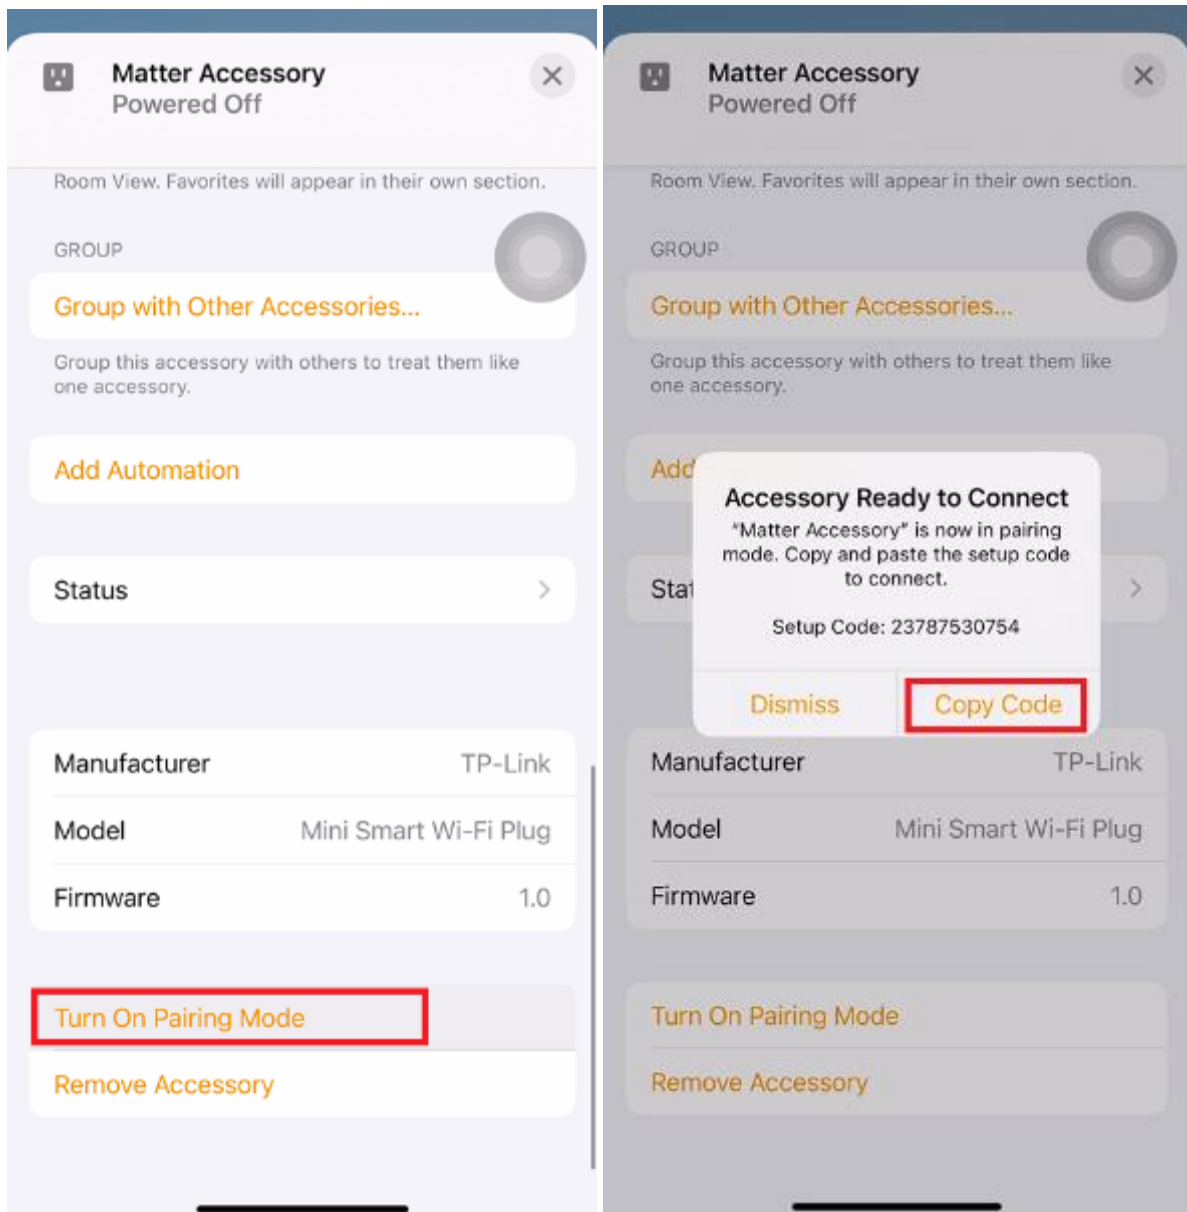 Matter Accessory
Powered Off
Room View. Favorites will appear in their own section.
GROUP
Group with Other Accessories...
Group this accessory with others to treat them like
one accessory.
Add Automation
Status
Manufacturer TP-Link
Model Mini Smart Wi-Fi Plug
Firmware 1.0
Turn On Pairing Mode
Remove Accessory
Matter Accessory
Powered Off
Room View. Favorites will appear in their own section.
GROUP
Group with Other Accessories...
Group this accessory with others to treat them like
one accessory.
Add
Accessory Ready to Connect
“Matter Accessory” is now in pairing
mode. Copy and paste the setup code
to connect.
Stat
Setup Code: 23787530754
Dismiss Copy Code
Manufacturer TP-Link
Model Mini Smart Wi-Fi Plug
Firmware 1.0
Turn On Pairing Mode
Remove Accessory